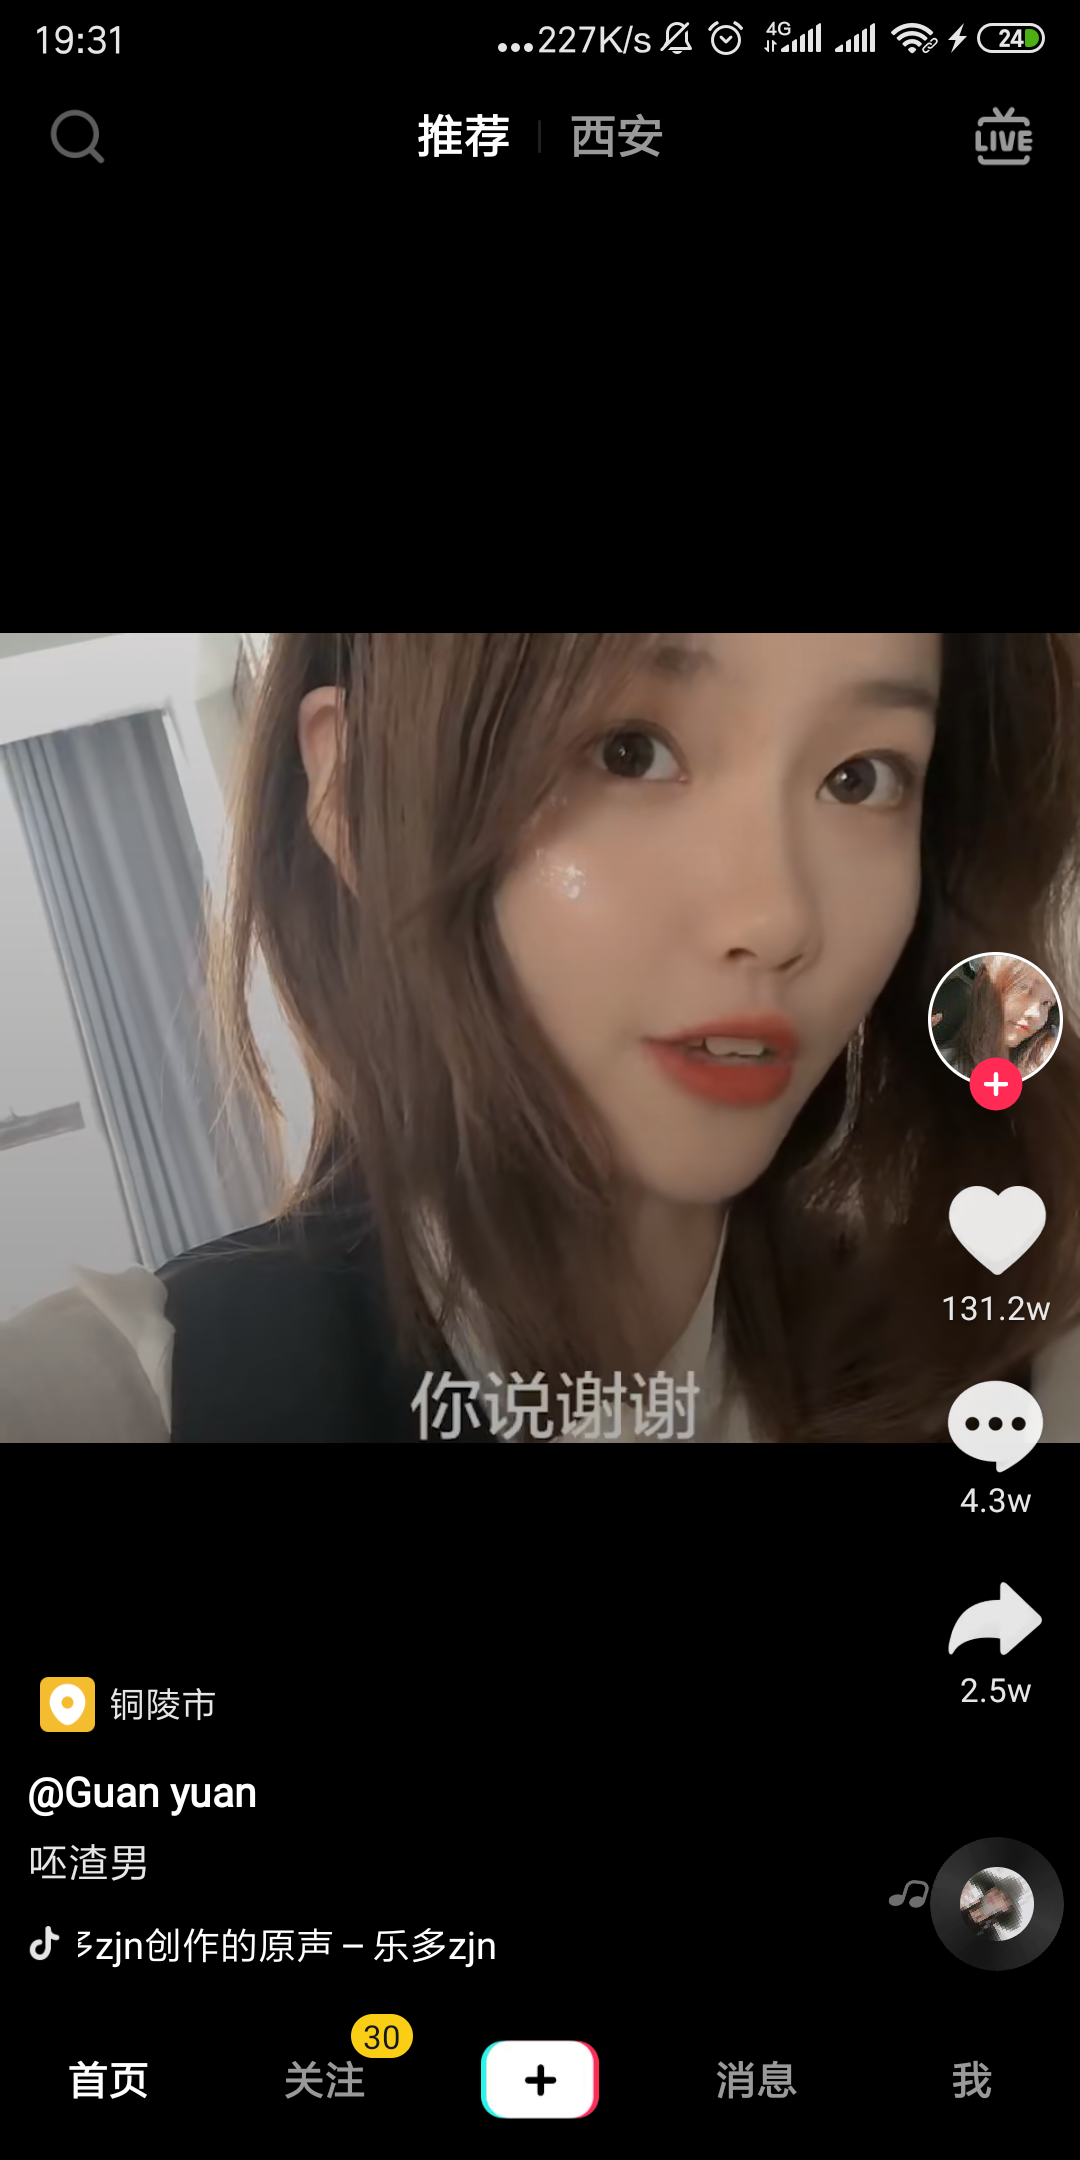 19:31
...227K/s
4G
24
推荐
西安
LIVE
131.2w
你说谢谢
4.3w
2.5w
铜陵市
@Guan yuan
呸渣男
zjn创作的原声 – 乐多zjn
30
首页
关注
消息
我